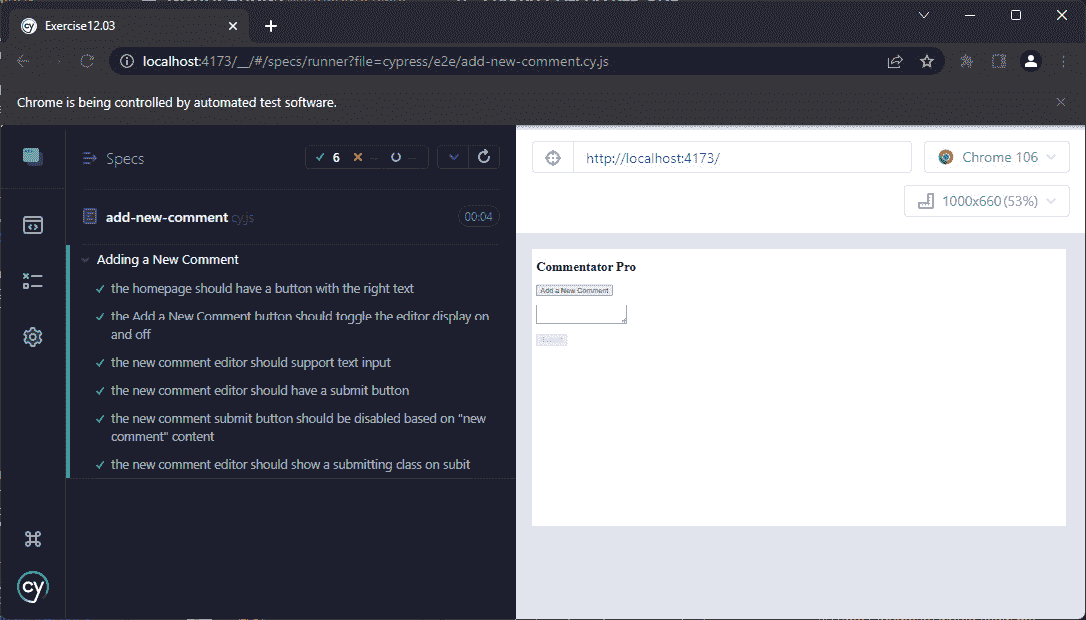 cy Exercise12.03
localhost:4173/__/#/specs/runner?file=cypress/e2e/add-new-comment.cy.js
Chrome is being controlled by automated test software.
Specs
6 -- --
http://localhost:4173/
Chrome 106
1000x660 (53%)
add-new-comment cy.js
00:04
Adding a New Comment
the homepage should have a button with the right text
the Add a New Comment button should toggle the editor display on
and off
the new comment editor should support text input
the new comment editor should have a submit button
the new comment submit button should be disabled based on "new
comment" content
the new comment editor should show a submitting class on subit
cy
Commentator Pro
Add a New Comment